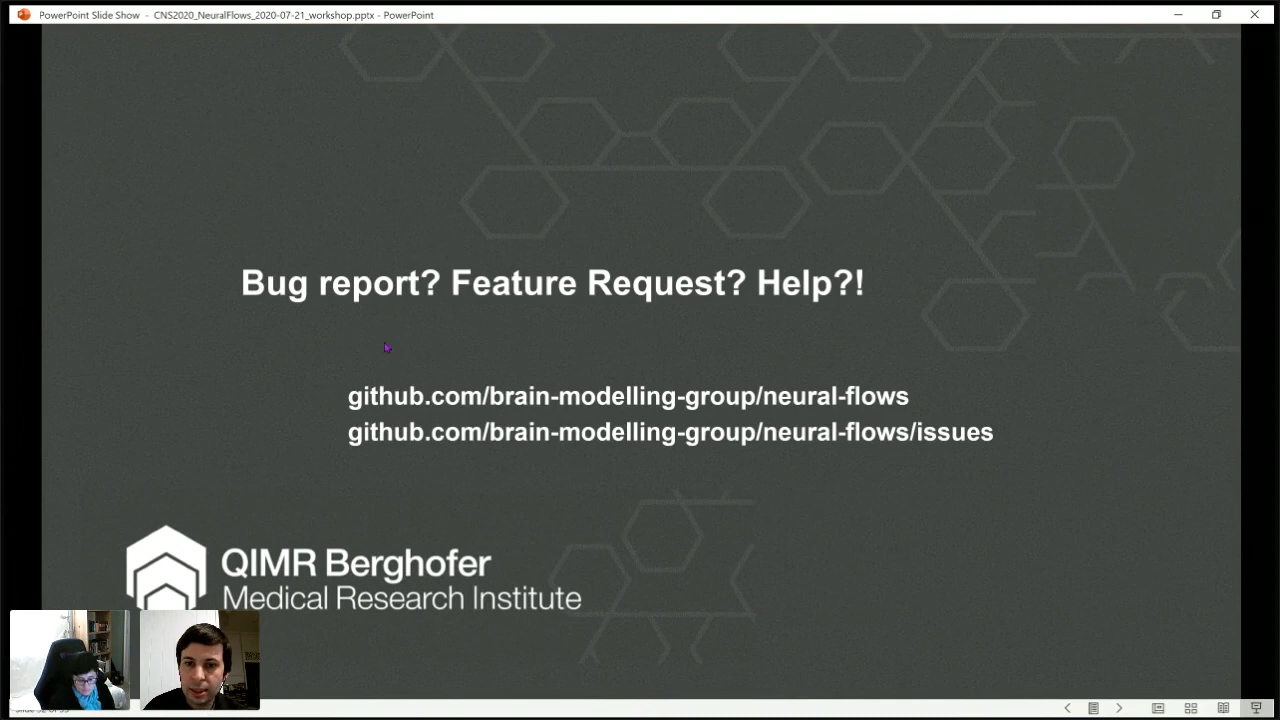 PowerPoint Slide Show - CNS2020_NeuralFlows_2020-07-21_workshop.pptx - PowerPoint
Bug report? Feature Request? Help?!
github.com/brain-modelling-group/neural-flows
github.com/brain-modelling-group/neural-flows/issues
QIMR Berghofer
Medical Research Institute